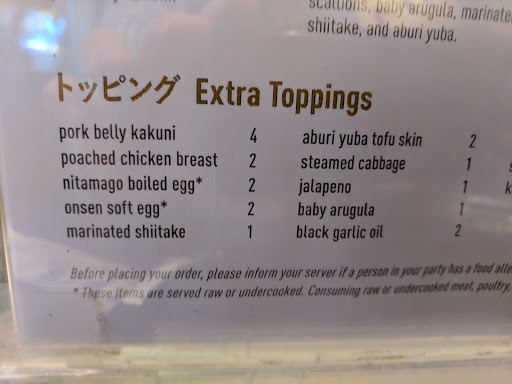 scallions, baby arugula, marinate
shiitake, and aburi yuba.
トッピング Extra Toppings
pork belly kakuni 4
poached chicken breast 2
nitamago boiled egg* 2
onsen soft egg* 2
marinated shiitake 1
aburi yuba tofu skin 2
steamed cabbage 1
jalapeno 1
baby arugula 1
black garlic oil 2
s
k
Before placing your order, please inform your server if a person in your party has a food alle
* These items are served raw or undercooked. Consuming raw or undercooked meat, poultry,